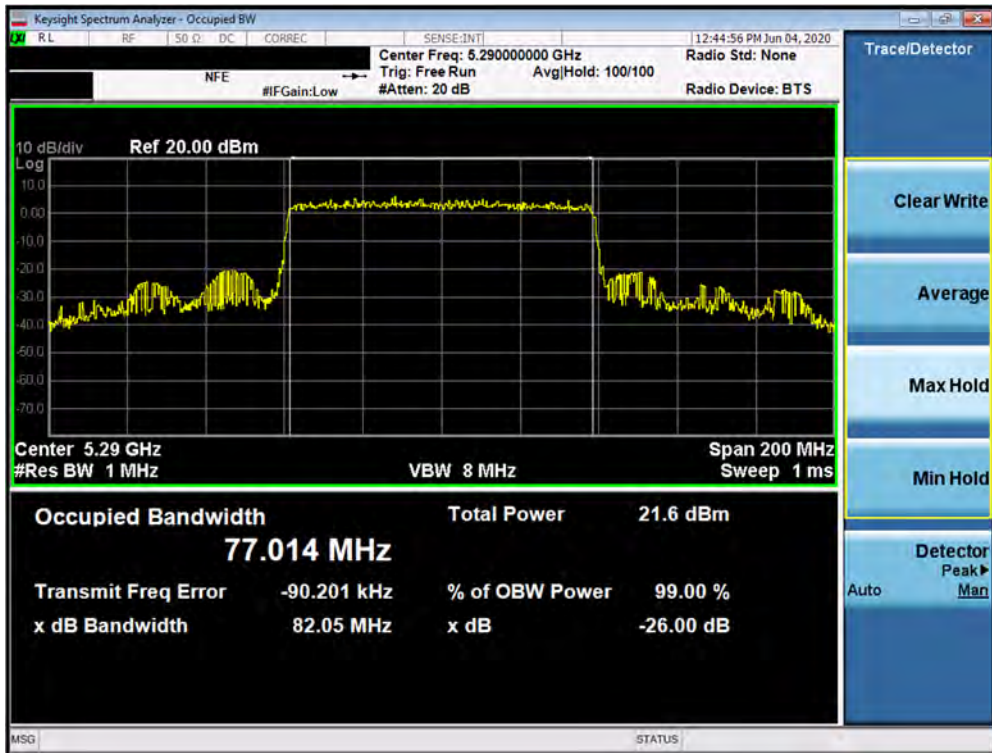 Keysight Spectrum Analyzer - Occupied BW
RL RF 50 Ω DC CORREC SENSE:INT 12:44:56 PM Jun 04, 2020
Center Freq: 5.290000000 GHz Radio Std: None
NFE Trig: Free Run Avg|Hold: 100/100
#IFGain:Low #Atten: 20 dB Radio Device: BTS
10 dB/div Ref 20.00 dBm
Log
10.0
0.00
-10.0
-20.0
-30.0
-40.0
-50.0
-60.0
-70.0
Center 5.29 GHz Span 200 MHz
#Res BW 1 MHz VBW 8 MHz Sweep 1 ms
Occupied Bandwidth Total Power 21.6 dBm
77.014 MHz
Transmit Freq Error -90.201 kHz % of OBW Power 99.00 %
x dB Bandwidth 82.05 MHz x dB -26.00 dB
MSG STATUS
Trace/Detector
Clear Write
Average
Max Hold
Min Hold
Detector
Peak▶
Auto Man